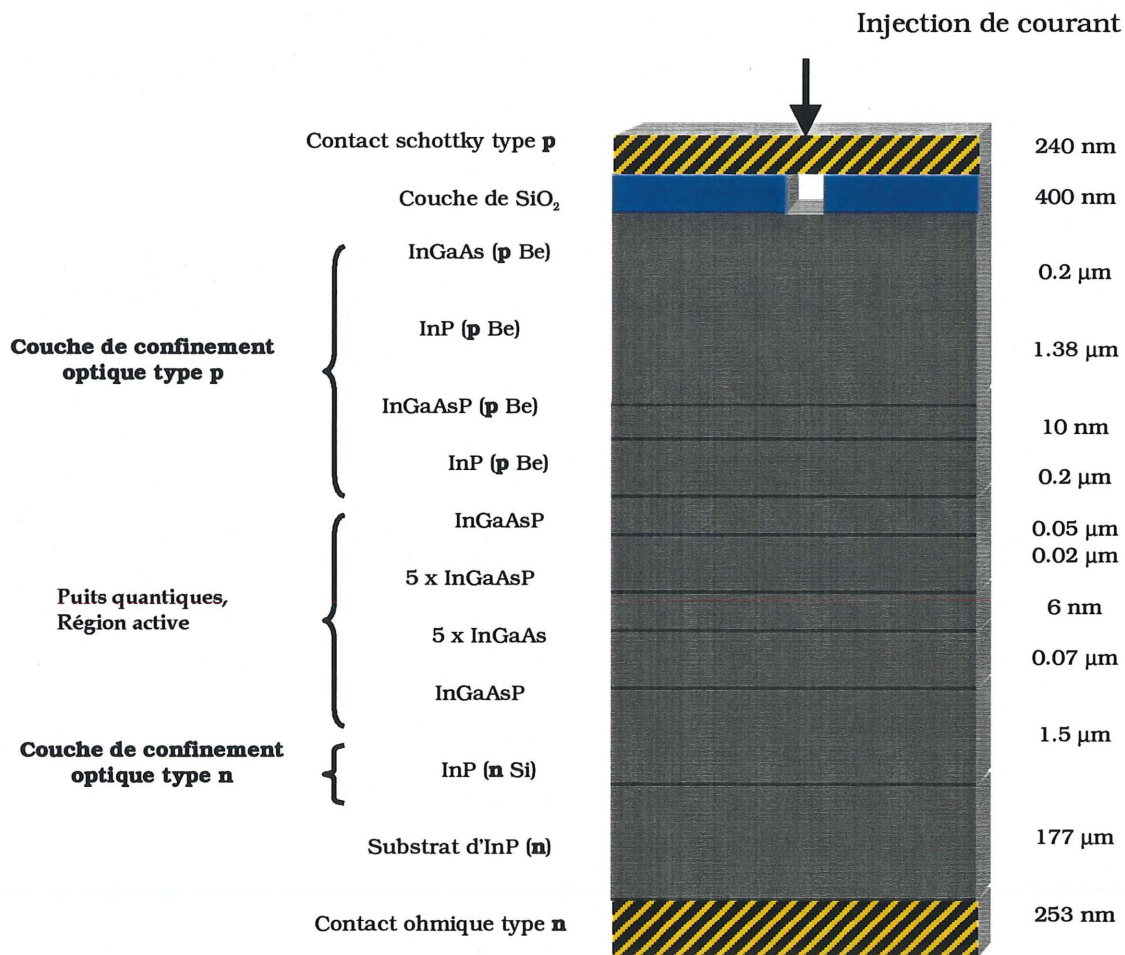 Injection de courant
Contact schottky type p
240 nm
Couche de SiO₂
400 nm
InGaAs (p Be)
0.2 µm
InP (p Be)
1.38 µm
Couche de confinement
optique type p
InGaAsP (p Be)
10 nm
InP (p Be)
0.2 µm
InGaAsP
0.05 µm
0.02 µm
5 x InGaAsP
Puits quantiques,
Région active
6 nm
5 x InGaAs
0.07 µm
InGaAsP
Couche de confinement
optique type n
1.5 µm
InP (n Si)
Substrat d'InP (n)
177 µm
Contact ohmique type n
253 nm